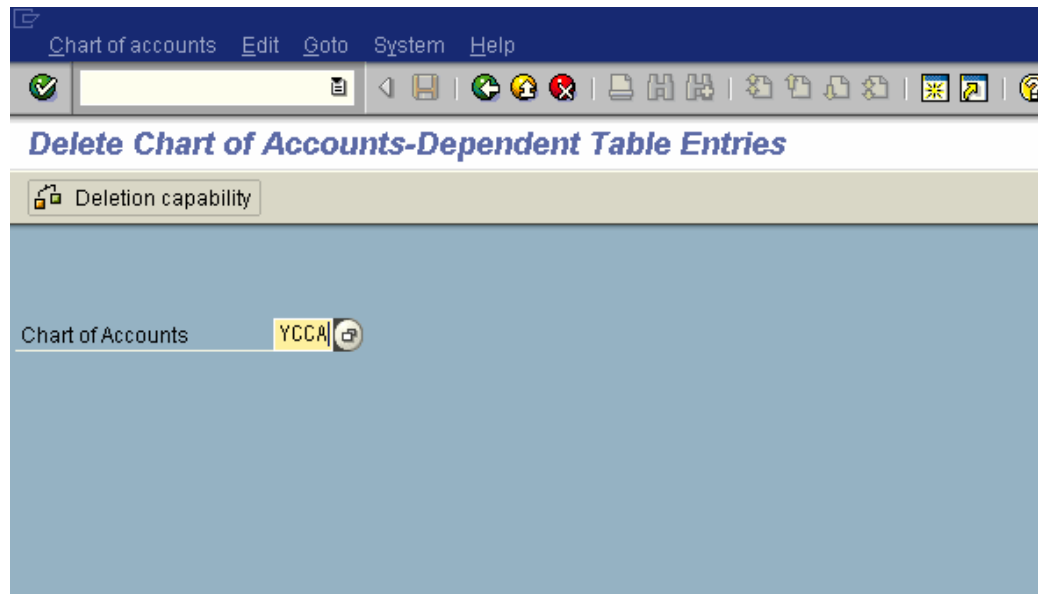 Chart of accounts Edit Goto System Help
Delete Chart of Accounts-Dependent Table Entries
Deletion capability
Chart of Accounts YCCA